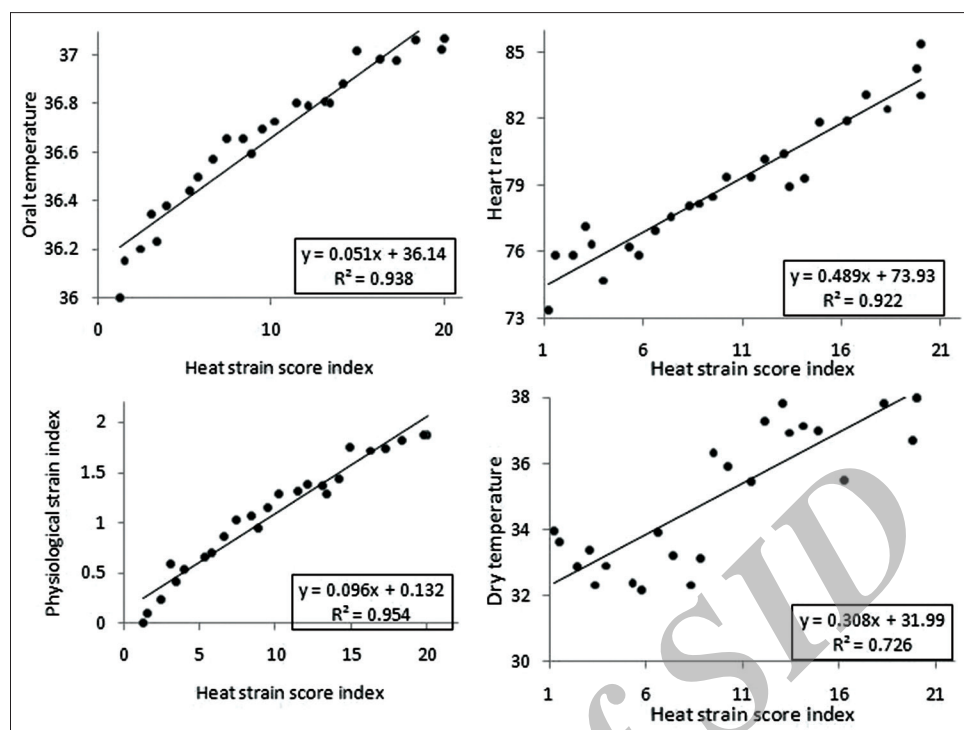 Oral temperature
37
36.8
36.6
36.4
36.2
36
0
10
20
y = 0.051x + 36.14
R² = 0.938
Heat strain score index
Heart rate
85
82
79
76
73
1
6
11
16
21
y = 0.489x + 73.93
R² = 0.922
Heat strain score index
Physiological strain index
2
1.5
1
0.5
0
0
5
10
15
20
y = 0.096x + 0.132
R² = 0.954
Heat strain score index
Dry temperature
38
36
34
32
30
1
6
11
16
21
y = 0.308x + 31.99
R² = 0.726
Heat strain score index
of SID